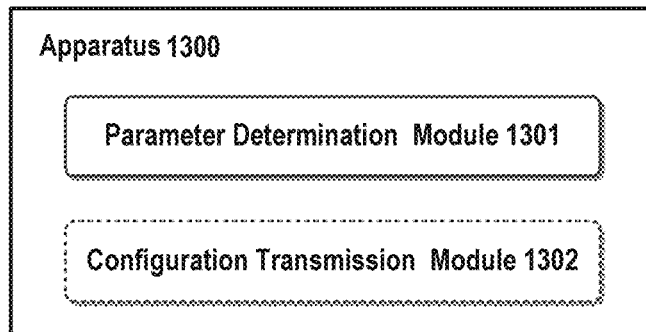 Apparatus 1300
Parameter Determination Module 1301
Configuration Transmission Module 1302